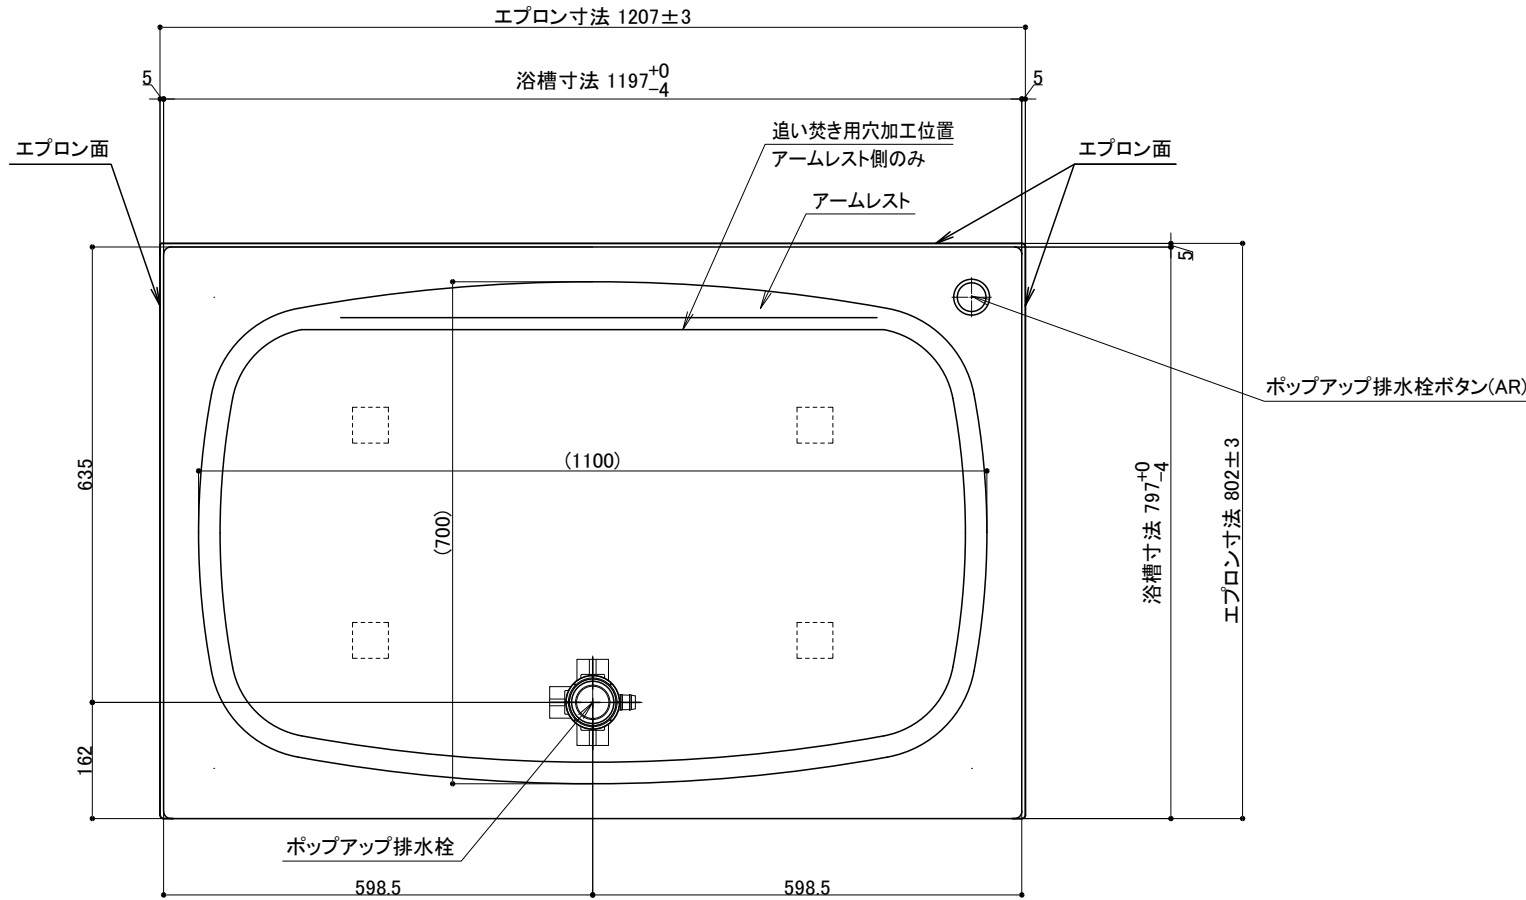 エプロン寸法 1207±3
浴槽寸法 1197+0-4
5
5
エプロン面
追い焚き用穴加工位置
アームレスト側のみ
エプロン面
アームレスト
5
ポップアップ排水栓ボタン(AR)
635
(1100)
(700)
浴槽寸法 797+0-4
エプロン寸法 802±3
162
ポップアップ排水栓
598.5
598.5